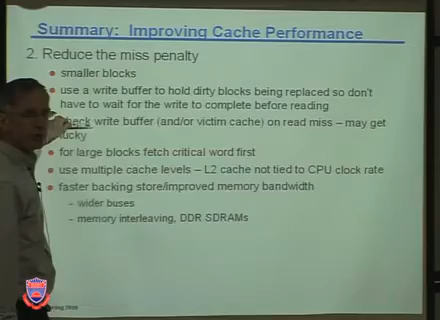 Summary: Improving Cache Performance
2. Reduce the miss penalty
smaller blocks
use a write buffer to hold dirty blocks being replaced so don't
have to wait for the write to complete before reading
write buffer (and/or victim cache) on read miss – may get
lucky
for large blocks fetch critical word first
use multiple cache levels – L2 cache not tied to CPU clock rate
faster backing store/improved memory bandwidth
– wider buses
– memory interleaving, DDR SDRAMs